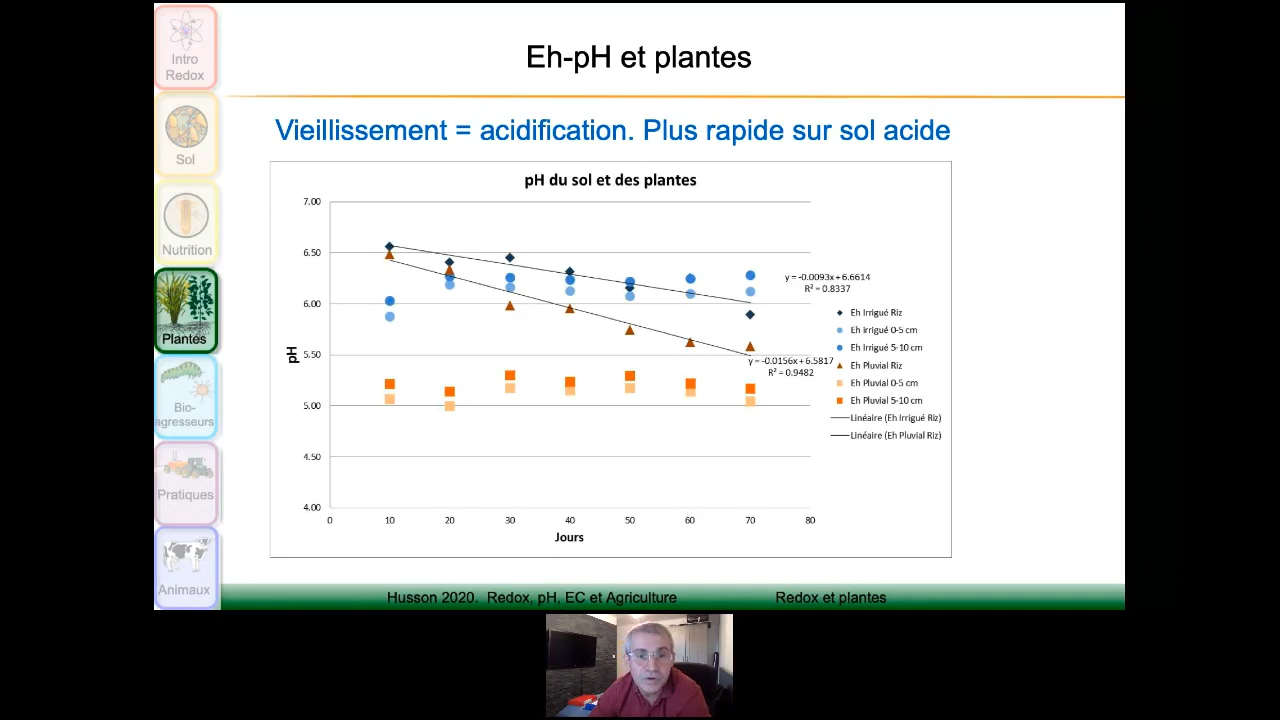 Eh-pH et plantes
Vieillissement = acidification. Plus rapide sur sol acide
Intro
Redox
Sol
Nutrition
Plantes
Bio-
agresseurs
Pratiques
Animaux
pH du sol et des plantes
7.00
6.50
6.00
5.50
5.00
4.50
4.00
pH
0
10
20
30
40
50
60
70
80
Jours
y = -0.0093x + 6.6614
R² = 0.8337
y = -0.0156x + 6.5817
R² = 0.9482
Eh Irrigué Riz
Eh Irrigué 0-5 cm
Eh Irrigué 5-10 cm
Eh Pluvial Riz
Eh Pluvial 0-5 cm
Eh Pluvial 5-10 cm
Linéaire (Eh Irrigué Riz)
Linéaire (Eh Pluvial Riz)
Husson 2020. Redox, pH, EC et Agriculture
Redox et plantes